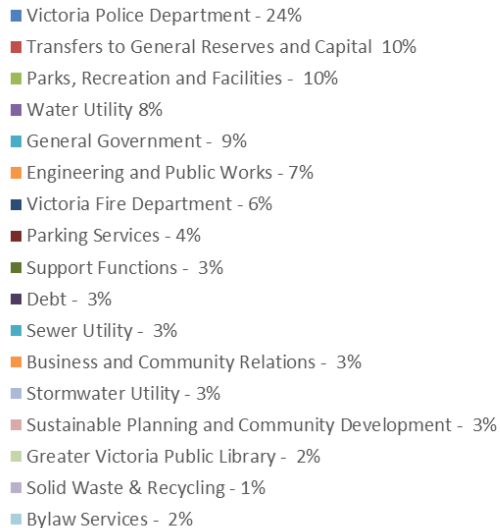 Victoria Police Department - 24%
Transfers to General Reserves and Capital 10%
Parks, Recreation and Facilities - 10%
Water Utility 8%
General Government - 9%
Engineering and Public Works - 7%
Victoria Fire Department - 6%
Parking Services - 4%
Support Functions - 3%
Debt - 3%
Sewer Utility - 3%
Business and Community Relations - 3%
Stormwater Utility - 3%
Sustainable Planning and Community Development - 3%
Greater Victoria Public Library - 2%
Solid Waste & Recycling - 1%
Bylaw Services - 2%